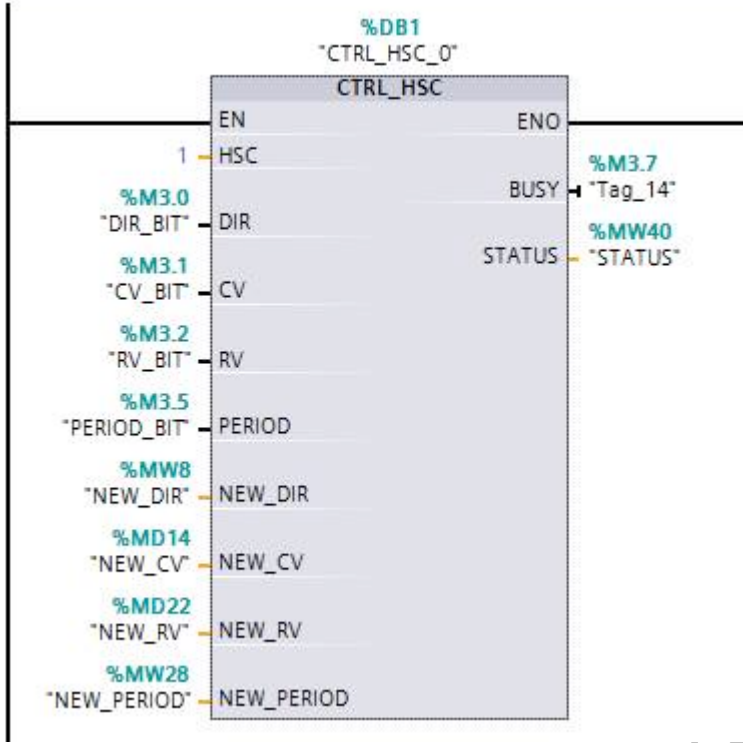 %DB1
"CTRL_HSC_0"
CTRL_HSC
EN ENO
1 HSC
%M3.7
BUSY "Tag_14"
%M3.0
"DIR_BIT" DIR
%MW40
STATUS "STATUS"
%M3.1
"CV_BIT" CV
%M3.2
"RV_BIT" RV
%M3.5
"PERIOD_BIT" PERIOD
%MW8
"NEW_DIR" NEW_DIR
%MD14
"NEW_CV" NEW_CV
%MD22
"NEW_RV" NEW_RV
%MW28
"NEW_PERIOD" NEW_PERIOD